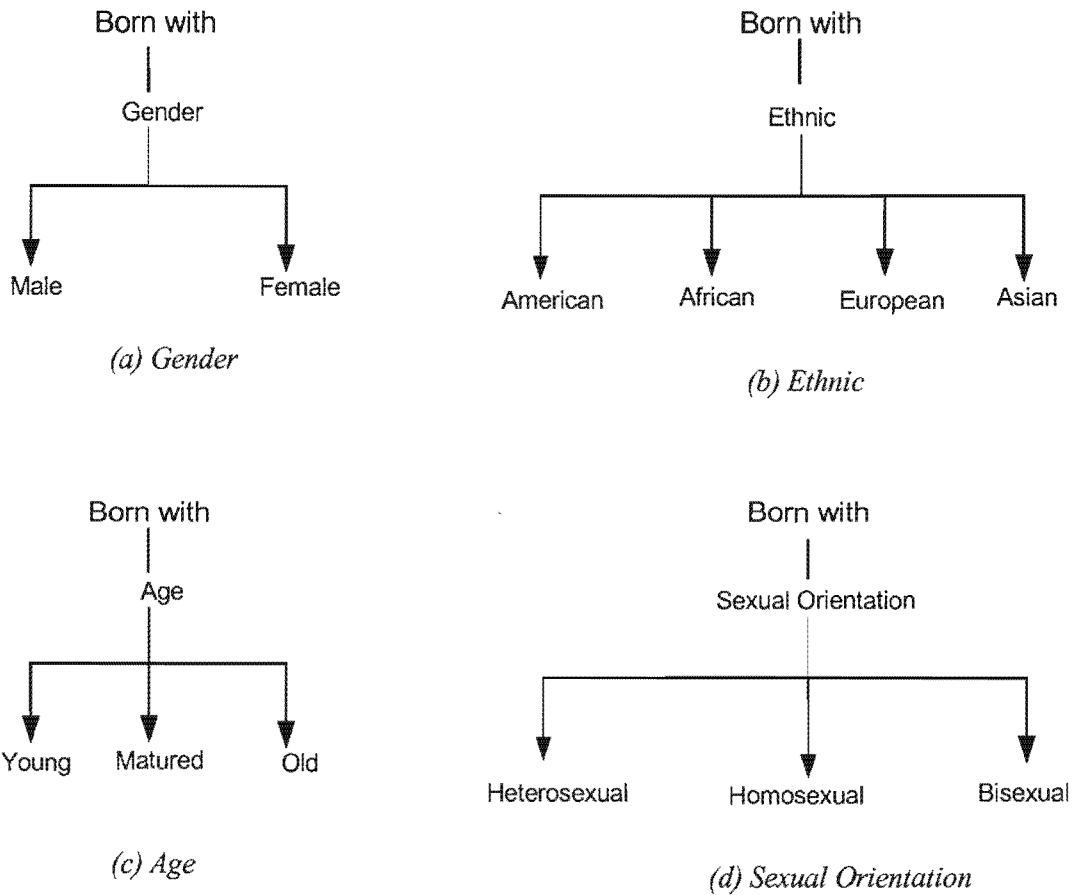 Born with
Gender
Male Female
(a) Gender
Born with
Ethnic
American African European Asian
(b) Ethnic
Born with
Age
Young Matured Old
(c) Age
Born with
Sexual Orientation
Heterosexual Homosexual Bisexual
(d) Sexual Orientation